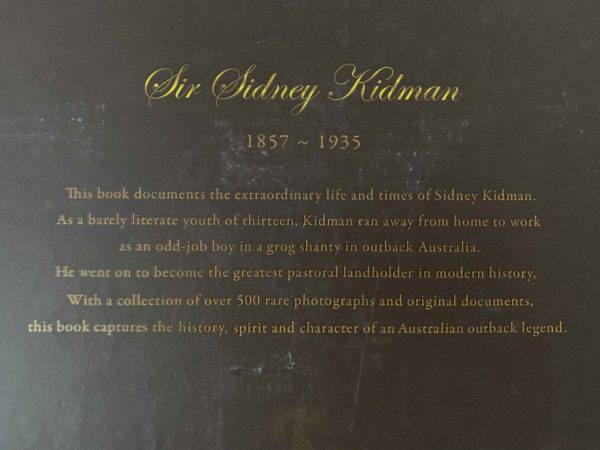 Sir Sidney Kidman
1857 ~ 1935
This book documents the extraordinary life and times of Sidney Kidman.
As a barely literate youth of thirteen, Kidman ran away from home to work
as an odd-job boy in a grog shanty in outback Australia.
He went on to become the greatest pastoral landholder in modern history.
With a collection of over 500 rare photographs and original documents,
this book captures the history, spirit and character of an Australian outback legend.